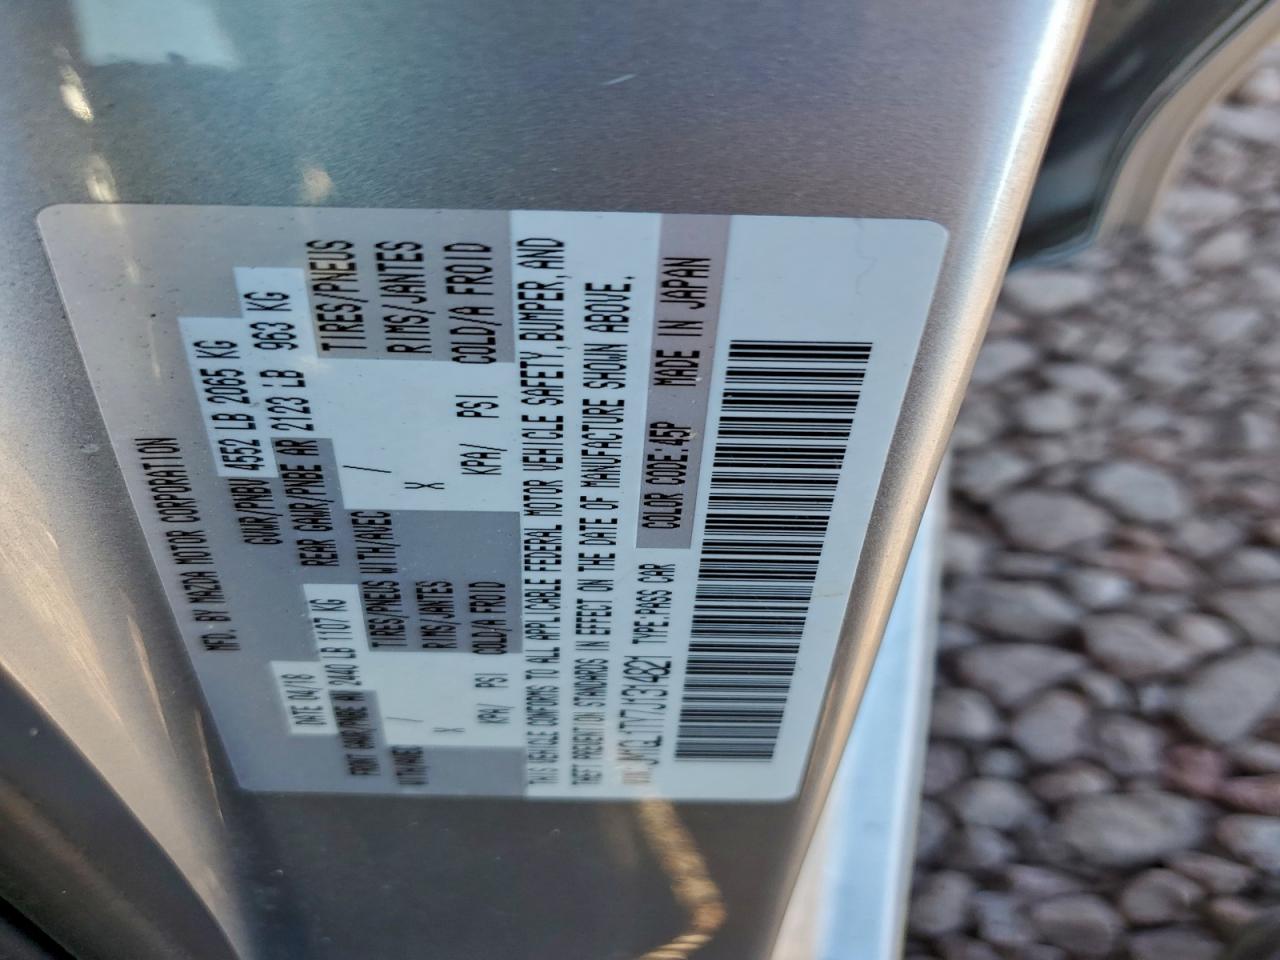 MFD. BY MAZDA MOTOR CORPORATION
DATE 04/18 GVWR/PNBV 4552 LB 2065 KG
FRONT GAWR/PNBE AV 2440 LB 1107 KG REAR GAWR/PNBE AR 2123 LB 963 KG
WITH/AVEC TIRES/PNEUS WITH/AVEC / TIRES/PNEUS
/ RIMS/JANTES X RIMS/JANTES
X COLD/A FROID KPA/ PSI COLD/A FROID
KPA/ PSI
THIS VEHICLE CONFORMS TO ALL APPLICABLE FEDERAL MOTOR VEHICLE SAFETY, BUMPER, AND
THEFT PREVENTION STANDARDS IN EFFECT ON THE DATE OF MANUFACTURE SHOWN ABOVE.
TYPE:PASS CAR COLOR CODE:45P MADE IN JAPAN